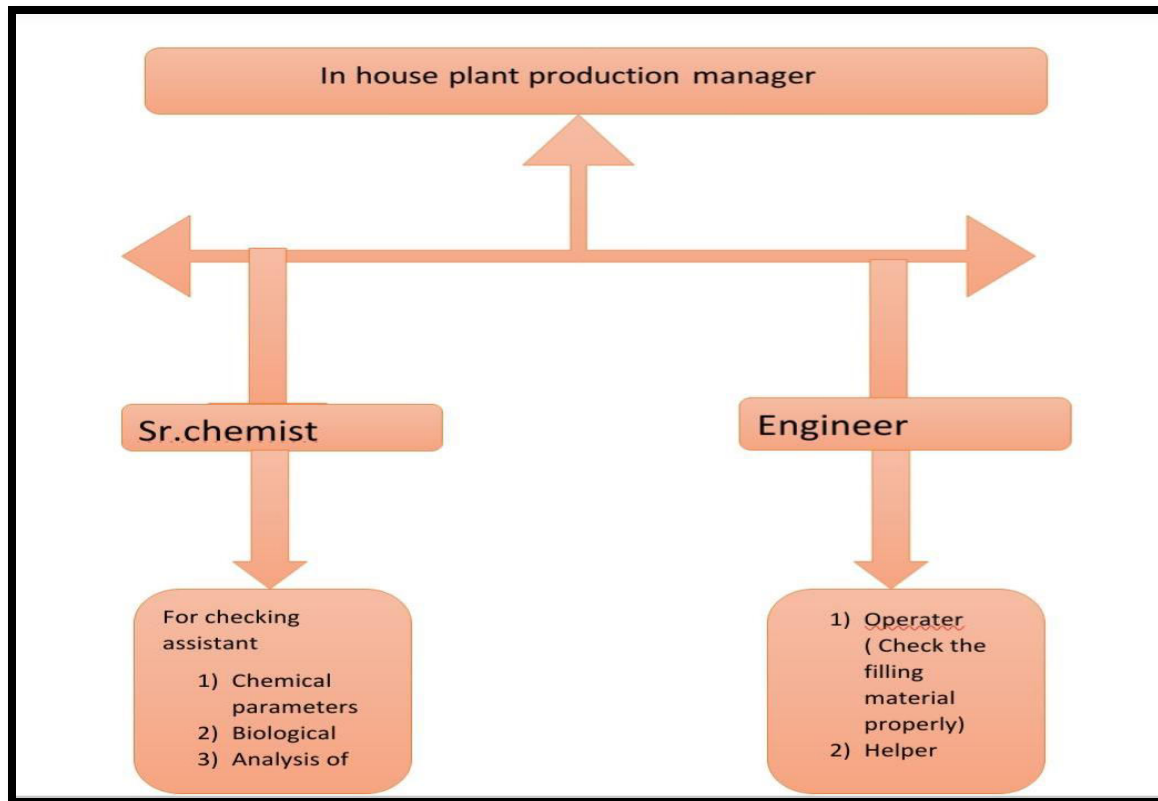 In house plant production manager
Sr.chemist
Engineer
For checking
assistant
1) Chemical
parameters
2) Biological
3) Analysis of
1) Operater
( Check the
filling
material
properly)
2) Helper